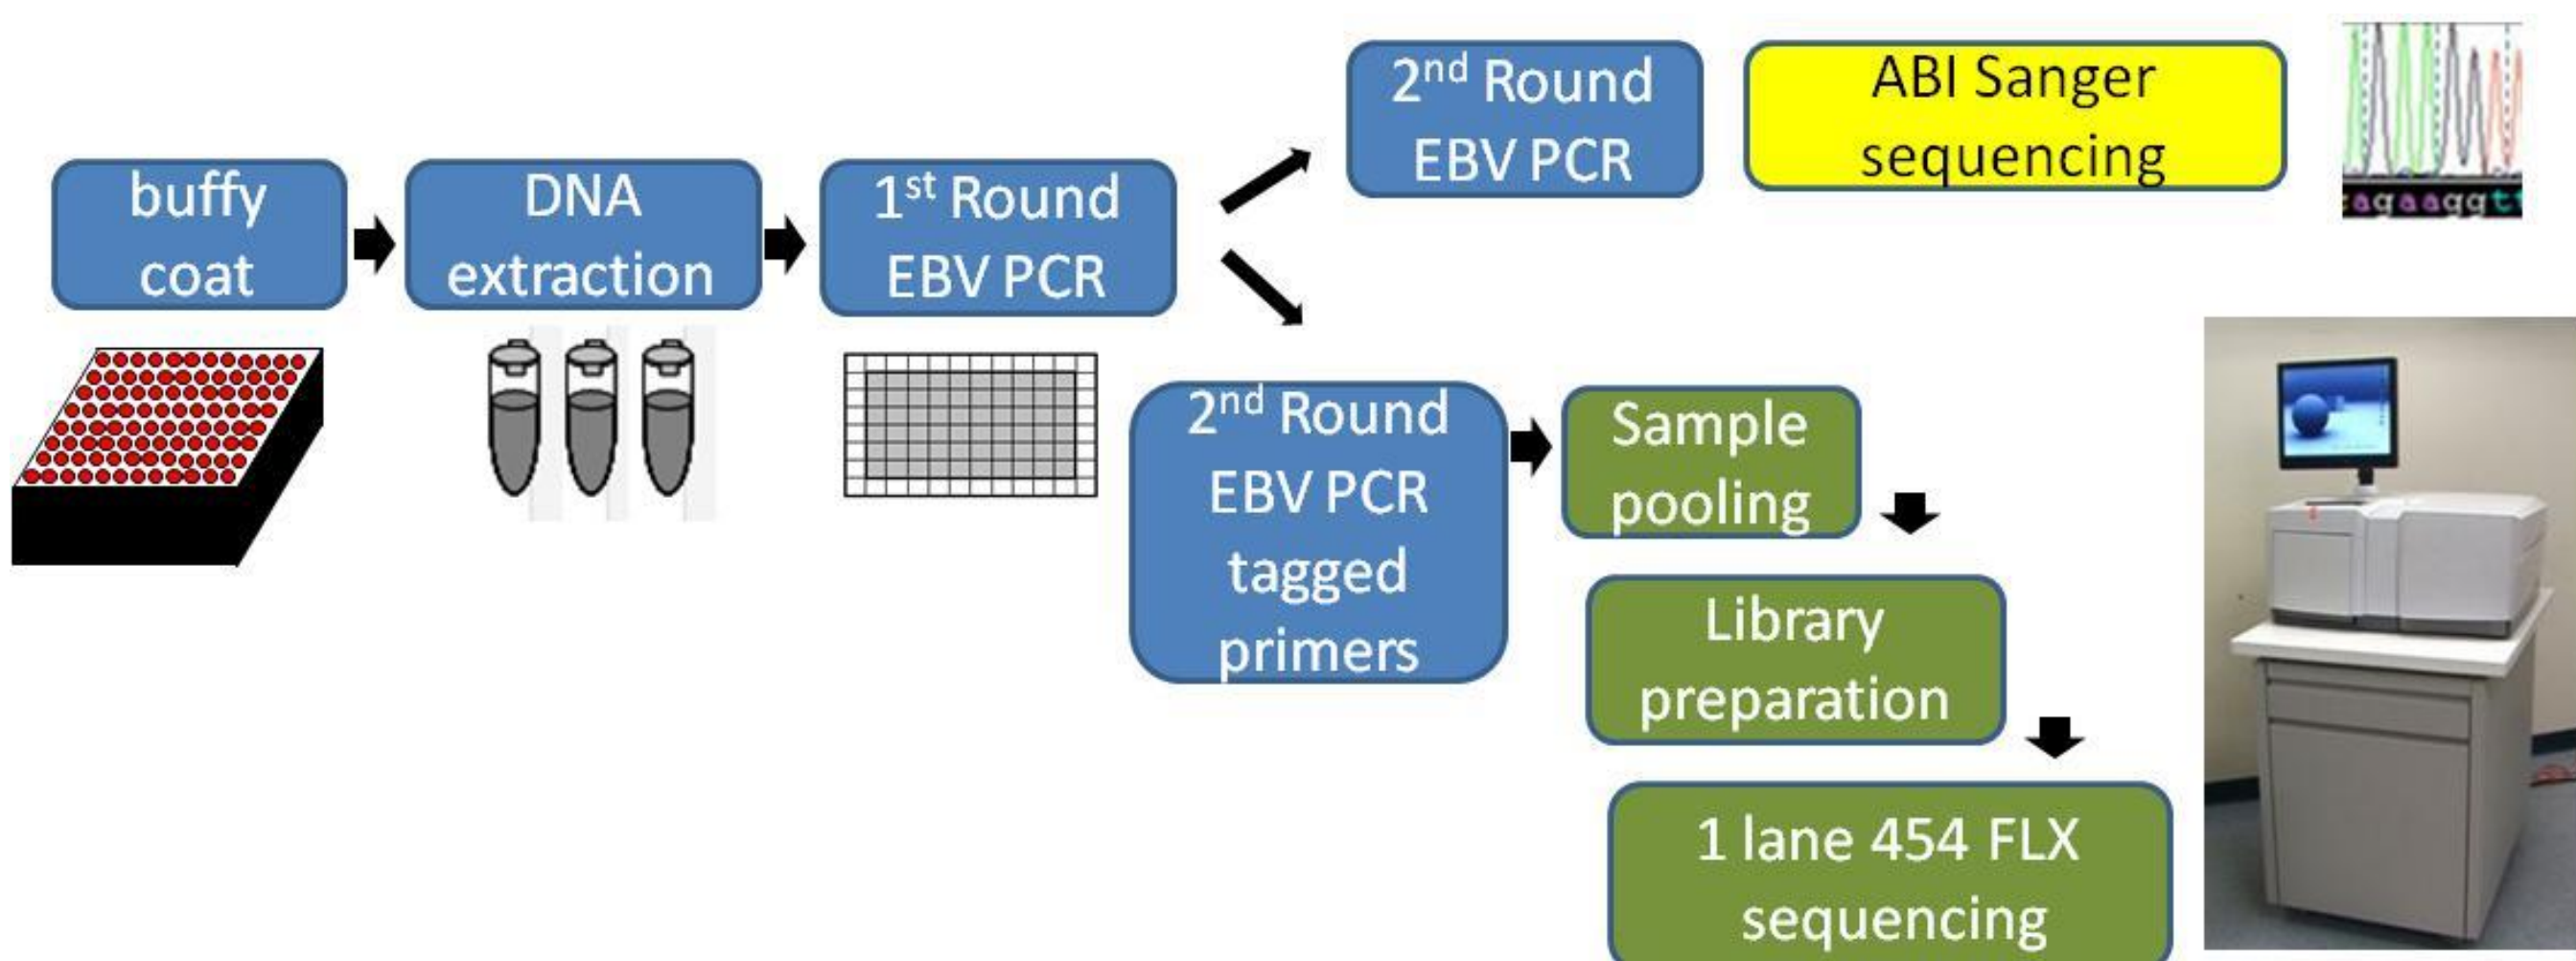 buffy
coat
DNA
extraction
1st Round
EBV PCR
2nd Round
EBV PCR
ABI Sanger
sequencing
agaaggt
2nd Round
EBV PCR
tagged
primers
Sample
pooling
Library
preparation
1 lane 454 FLX
sequencing